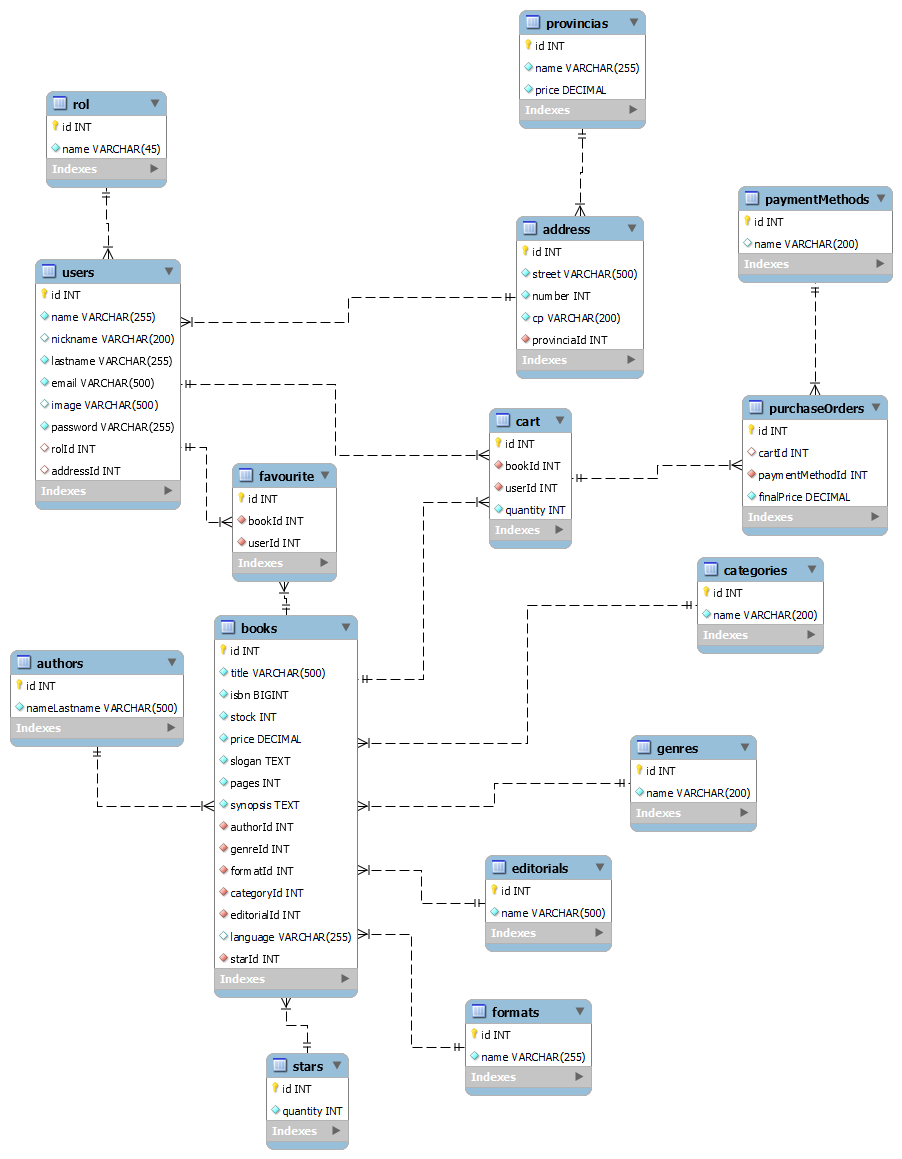 provincias
id INT
name VARCHAR(255)
price DECIMAL
Indexes
rol
id INT
name VARCHAR(45)
Indexes
paymentMethods
id INT
name VARCHAR(200)
Indexes
address
id INT
street VARCHAR(500)
number INT
cp VARCHAR(200)
provinciaId INT
Indexes
users
id INT
name VARCHAR(255)
nickname VARCHAR(200)
lastname VARCHAR(255)
email VARCHAR(500)
image VARCHAR(500)
password VARCHAR(255)
rolId INT
addressId INT
Indexes
purchaseOrders
id INT
cartId INT
paymentMethodId INT
finalPrice DECIMAL
Indexes
cart
id INT
bookId INT
userId INT
quantity INT
Indexes
favourite
id INT
bookId INT
userId INT
Indexes
categories
id INT
name VARCHAR(200)
Indexes
books
id INT
title VARCHAR(500)
isbn BIGINT
stock INT
price DECIMAL
slogan TEXT
pages INT
synopsis TEXT
authorId INT
genreId INT
formatId INT
categoryId INT
editorialId INT
language VARCHAR(255)
starId INT
Indexes
authors
id INT
nameLastname VARCHAR(500)
Indexes
genres
id INT
name VARCHAR(200)
Indexes
editorials
id INT
name VARCHAR(500)
Indexes
formats
id INT
name VARCHAR(255)
Indexes
stars
id INT
quantity INT
Indexes